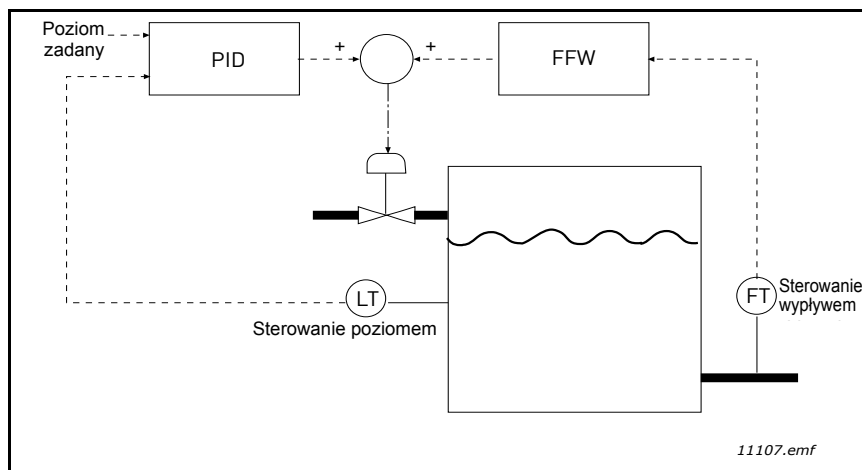 Poziom
zadany
PID
+
+
FFW
LT
Sterowanie poziomem
FT
Sterowanie
wypływem
11107.emf